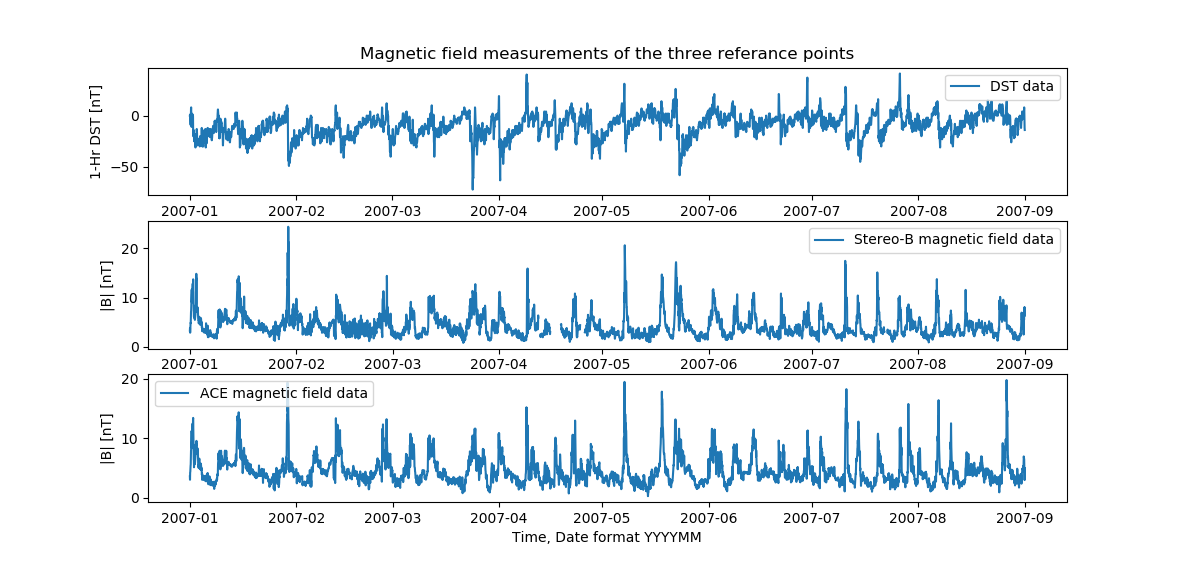 Magnetic field measurements of the three referance points
1-Hr DST [nT]
0
−50
DST data
2007-01 2007-02 2007-03 2007-04 2007-05 2007-06 2007-07 2007-08 2007-09
|B| [nT]
20
10
0
Stereo-B magnetic field data
2007-01 2007-02 2007-03 2007-04 2007-05 2007-06 2007-07 2007-08 2007-09
|B| [nT]
20
10
0
ACE magnetic field data
2007-01 2007-02 2007-03 2007-04 2007-05 2007-06 2007-07 2007-08 2007-09
Time, Date format YYYYMM